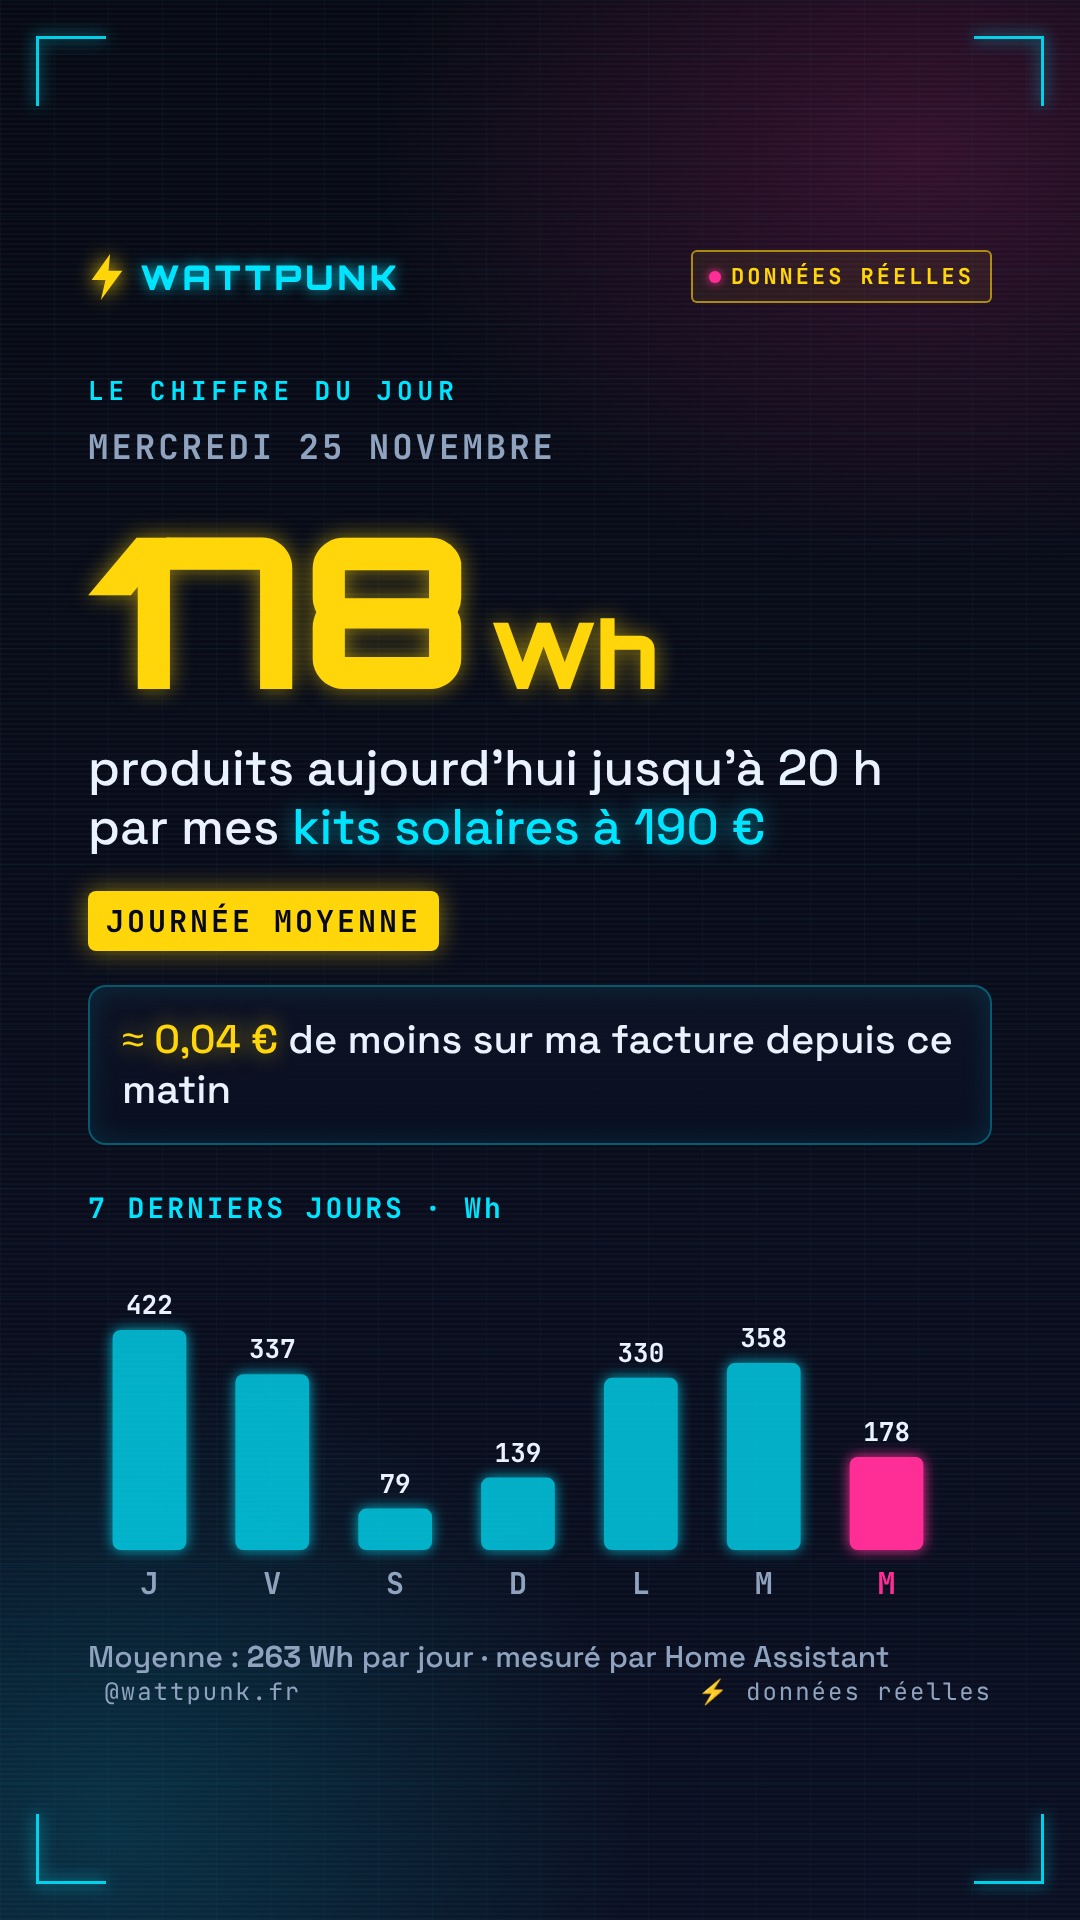 WATTPUNK
DONNÉES RÉELLES
LE CHIFFRE DU JOUR
MERCREDI 25 NOVEMBRE
178 Wh
produits aujourd’hui jusqu’à 20 h
par mes kits solaires à 190 €
JOURNÉE MOYENNE
≈ 0,04 € de moins sur ma facture depuis ce
matin
7 DERNIERS JOURS · Wh
422 337 79 139 330 358 178
J V S D L M M
Moyenne : 263 Wh par jour · mesuré par Home Assistant
@wattpunk.fr ⚡ données réelles